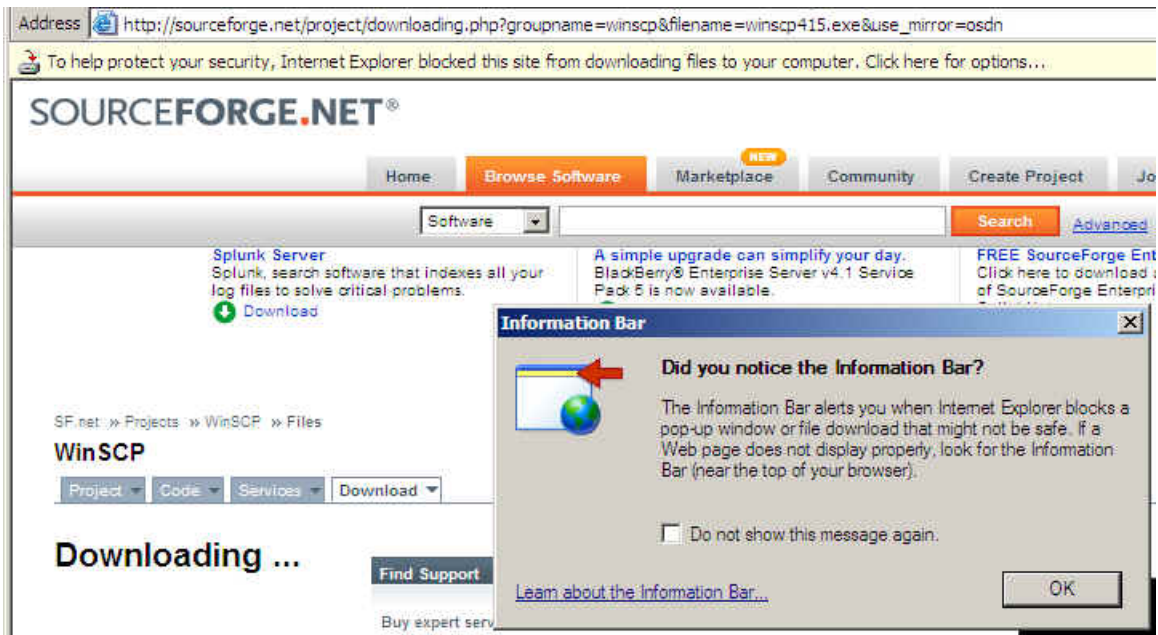 Address http://sourceforge.net/project/downloading.php?groupname=winscp&filename=winscp415.exe&use_mirror=osdn
To help protect your security, Internet Explorer blocked this site from downloading files to your computer. Click here for options...
SOURCEFORGE.NET®
NEW
Home Browse Software Marketplace Community Create Project Jo
Software Search Advanced
Splunk Server
Splunk, search software that indexes all your
log files to solve critical problems.
Download
A simple upgrade can simplify your day.
BlackBerry® Enterprise Server v4.1 Service
Pack 5 is now available.
FREE SourceForge Ent
Click here to download
of SourceForge Enterpri
Information Bar
Did you notice the Information Bar?
The Information Bar alerts you when Internet Explorer blocks a
pop-up window or file download that might not be safe. If a
Web page does not display properly, look for the Information
Bar (near the top of your browser).
Do not show this message again.
Learn about the Information Bar...
OK
SF.net » Projects » WinSCP » Files
WinSCP
Project Code Services Download
Downloading ...
Find Support
Buy expert serv